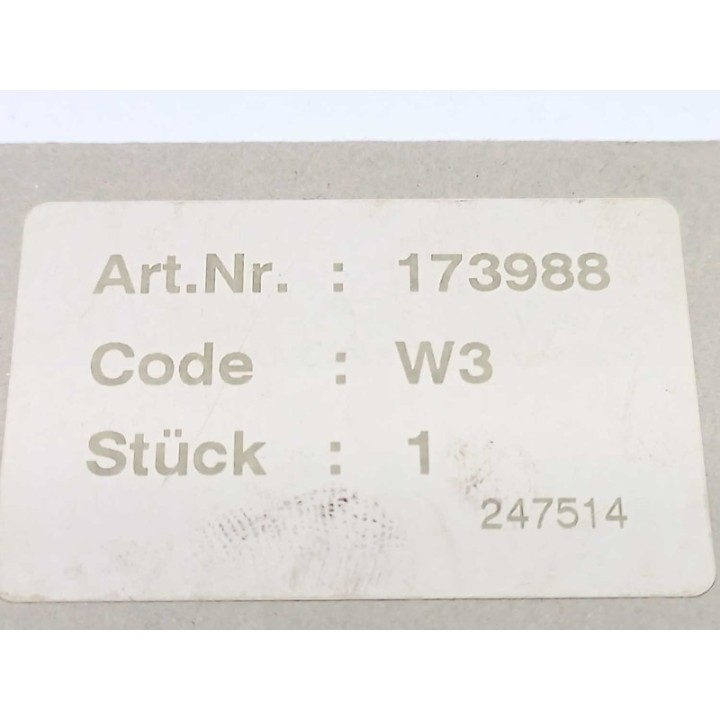 Art.Nr. : 173988
Code : W3
Stück : 1
247514